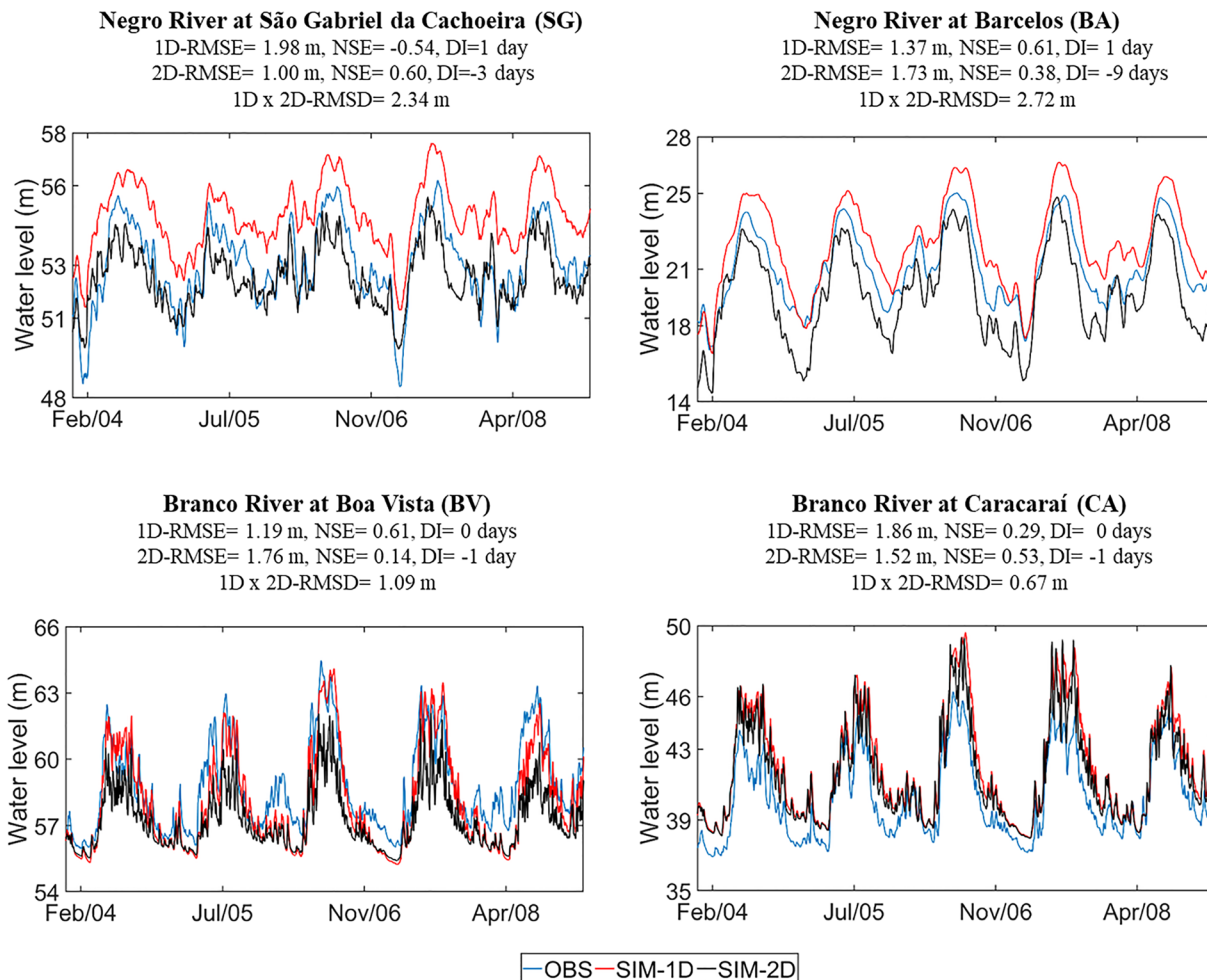 Negro River at São Gabriel da Cachoeira (SG)
1D-RMSE= 1.98 m, NSE= -0.54, DI=1 day
2D-RMSE= 1.00 m, NSE= 0.60, DI=-3 days
1D x 2D-RMSD= 2.34 m
Water level (m)
58
56
53
51
48
Feb/04 Jul/05 Nov/06 Apr/08
Negro River at Barcelos (BA)
1D-RMSE= 1.37 m, NSE= 0.61, DI= 1 day
2D-RMSE= 1.73 m, NSE= 0.38, DI= -9 days
1D x 2D-RMSD= 2.72 m
Water level (m)
28
25
21
18
14
Feb/04 Jul/05 Nov/06 Apr/08
Branco River at Boa Vista (BV)
1D-RMSE= 1.19 m, NSE= 0.61, DI= 0 days
2D-RMSE= 1.76 m, NSE= 0.14, DI= -1 day
1D x 2D-RMSD= 1.09 m
Water level (m)
66
63
60
57
54
Feb/04 Jul/05 Nov/06 Apr/08
Branco River at Caracaraí (CA)
1D-RMSE= 1.86 m, NSE= 0.29, DI= 0 days
2D-RMSE= 1.52 m, NSE= 0.53, DI= -1 days
1D x 2D-RMSD= 0.67 m
Water level (m)
50
46
43
39
35
Feb/04 Jul/05 Nov/06 Apr/08
OBS SIM-1D SIM-2D